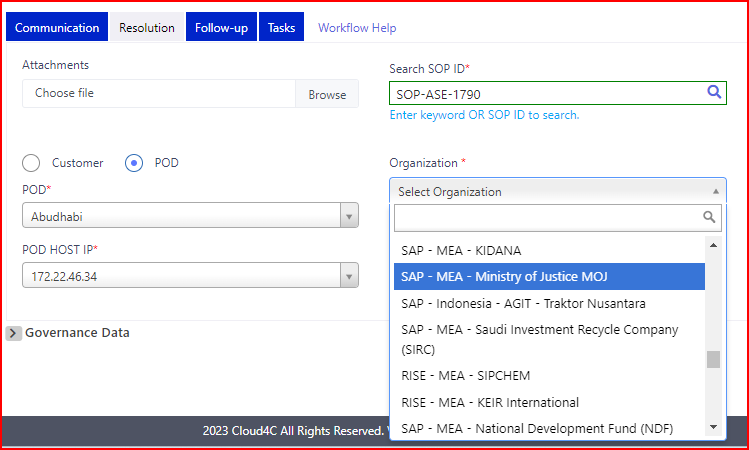 Communication
Resolution
Follow-up
Tasks
Workflow Help
Attachments
Choose file
Browse
Search SOP ID*
SOP-ASE-1790
Enter keyword OR SOP ID to search.
Customer
POD
POD*
Abudhabi
POD HOST IP*
172.22.46.34
Organization *
Select Organization
SAP - MEA - KIDANA
SAP - MEA - Ministry of Justice MOJ
SAP - Indonesia - AGIT - Traktor Nusantara
SAP - MEA - Saudi Investment Recycle Company
(SIRC)
RISE - MEA - SIPCHEM
RISE - MEA - KEIR International
SAP - MEA - National Development Fund (NDF)
Governance Data
2023 Cloud4C All Rights Reserved.